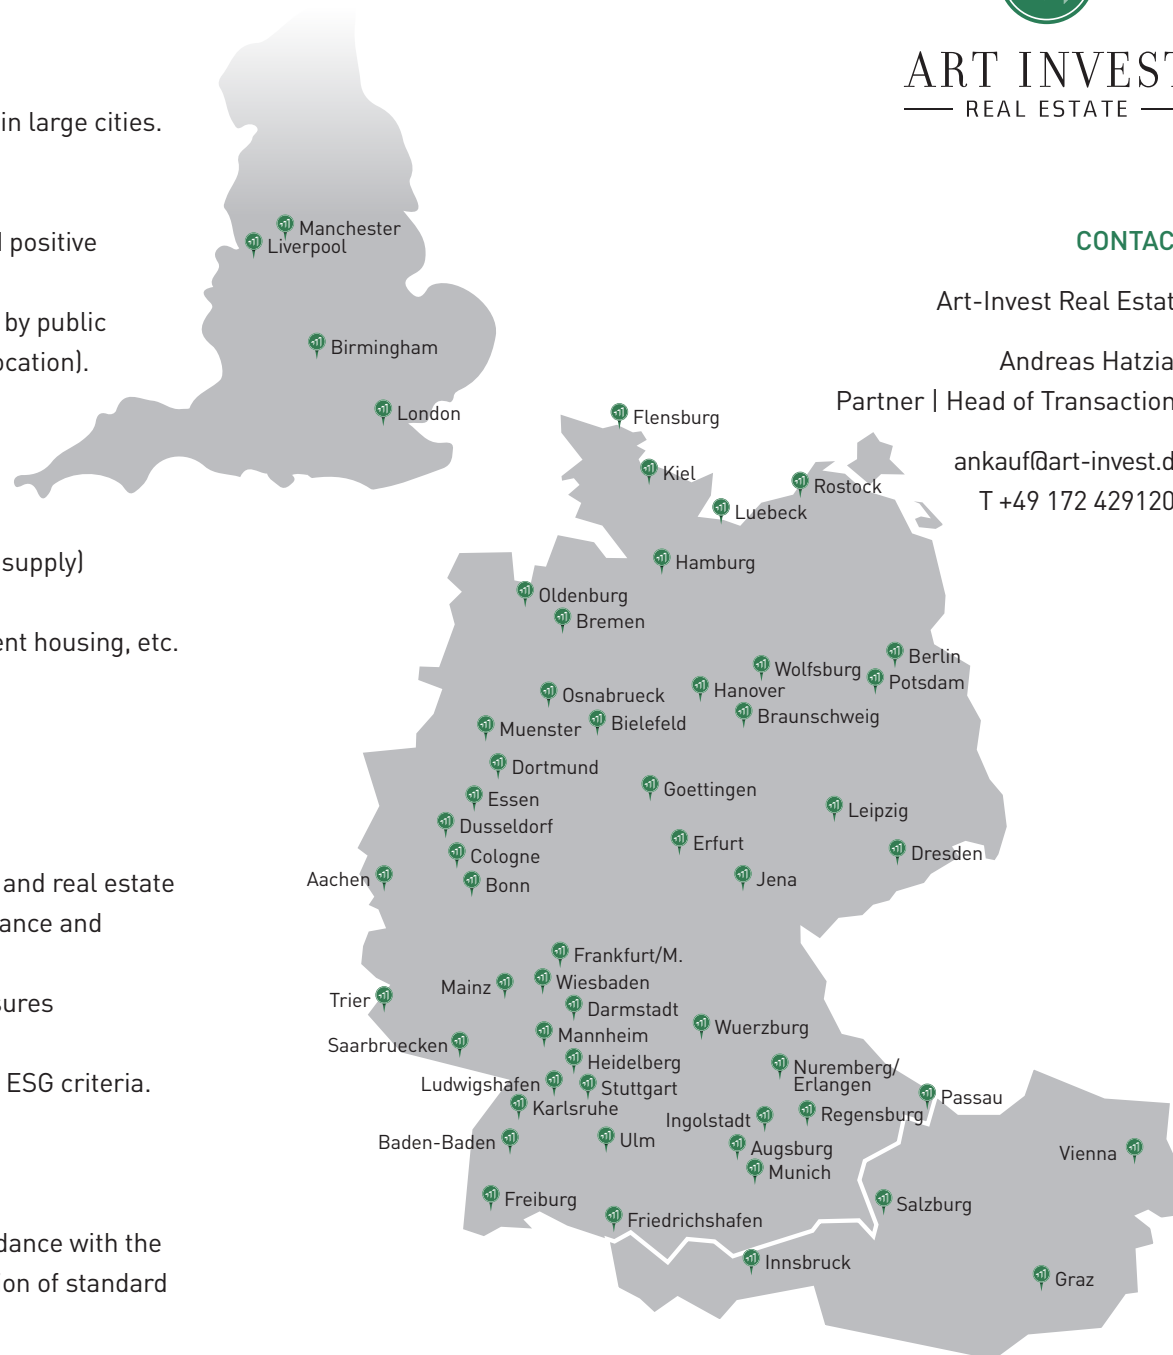 ART INVEST
REAL ESTATE
in large cities.
positive
by public
ocation).
supply)
ent housing, etc.
and real estate
ance and
sures
ESG criteria.
dance with the
ion of standard
CONTAC
Art-Invest Real Estat
Andreas Hatzia
Partner | Head of Transaction
ankauf@art-invest.d
T +49 172 429120
Manchester
Liverpool
Birmingham
London
Flensburg
Kiel
Rostock
Luebeck
Hamburg
Oldenburg
Bremen
Berlin
Wolfsburg
Potsdam
Hanover
Osnabrueck
Braunschweig
Bielefeld
Muenster
Dortmund
Goettingen
Essen
Leipzig
Dusseldorf
Erfurt
Dresden
Cologne
Aachen
Bonn
Jena
Frankfurt/M.
Wiesbaden
Mainz
Trier
Darmstadt
Wuerzburg
Mannheim
Saarbruecken
Heidelberg
Nuremberg/
Erlangen
Ludwigshafen
Stuttgart
Passau
Karlsruhe
Regensburg
Ingolstadt
Baden-Baden
Ulm
Augsburg
Vienna
Munich
Freiburg
Salzburg
Friedrichshafen
Innsbruck
Graz